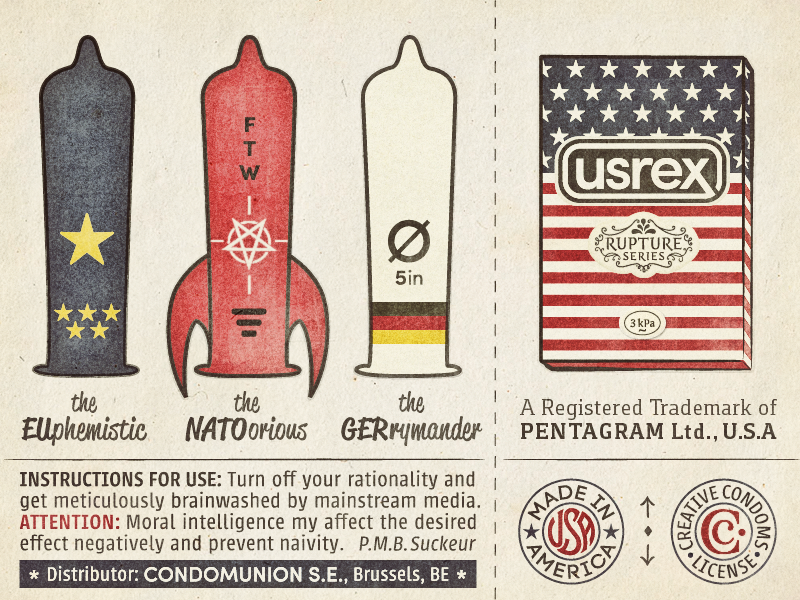 F
T
W
Ø
5in
the
EUphemistic
the
NATOorious
the
GERrymander
INSTRUCTIONS FOR USE: Turn off your rationality and
get meticulously brainwashed by mainstream media.
ATTENTION: Moral intelligence my affect the desired
effect negatively and prevent naivity. P.M.B. Suckeur
* Distributor: CONDOMUNION S.E., Brussels, BE *
usrex
RUPTURE
SERIES
3 kPa
A Registered Trademark of
PENTAGRAM Ltd., U.S.A
MADE IN
USA
AMERICA
CREATIVE CONDOMS
C
• LICENSE •